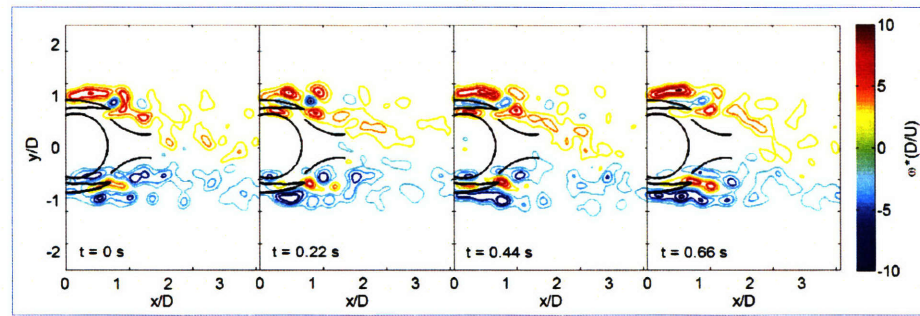 2
1
0
-1
-2
y/D
t = 0 s
t = 0.22 s
t = 0.44 s
t = 0.66 s
0 1 2 3
0 1 2 3
0 1 2 3
0 1 2 3
x/D
x/D
x/D
x/D
10
5
0
-5
-10
ω*(D/U)